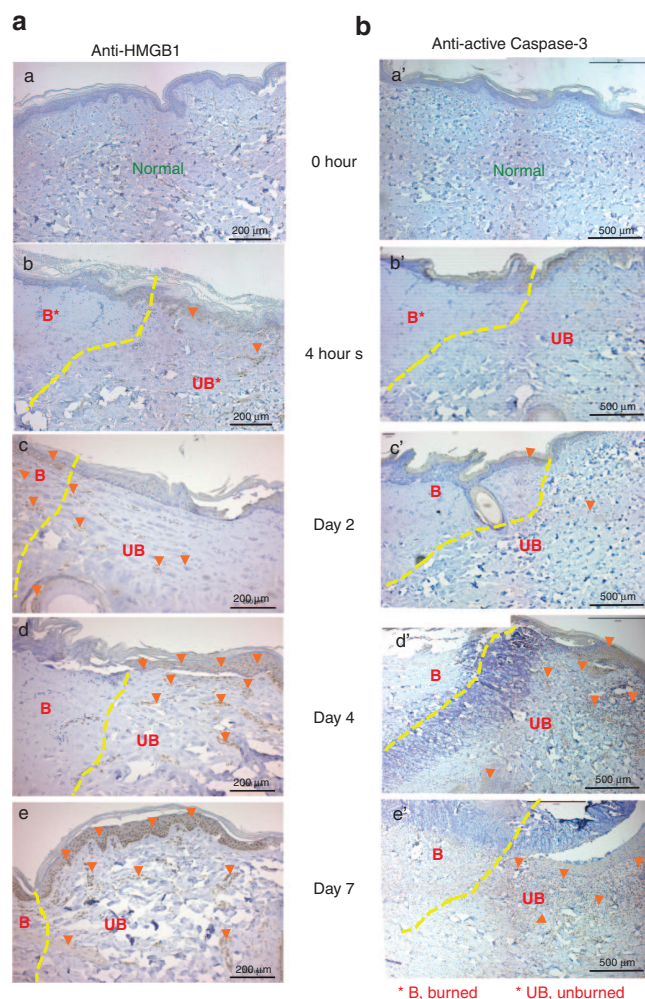 a
b
Anti-HMGB1
Anti-active Caspase-3
a
Normal
200 µm
0 hour
a'
Normal
500 µm
b
B*
UB*
200 µm
4 hour s
b'
B*
UB
500 µm
c
B
UB
200 µm
Day 2
c'
B
UB
500 µm
d
B
UB
200 µm
Day 4
d'
B
UB
500 µm
e
B
UB
200 µm
Day 7
e'
B
UB
500 µm
* B, burned
* UB, unburned